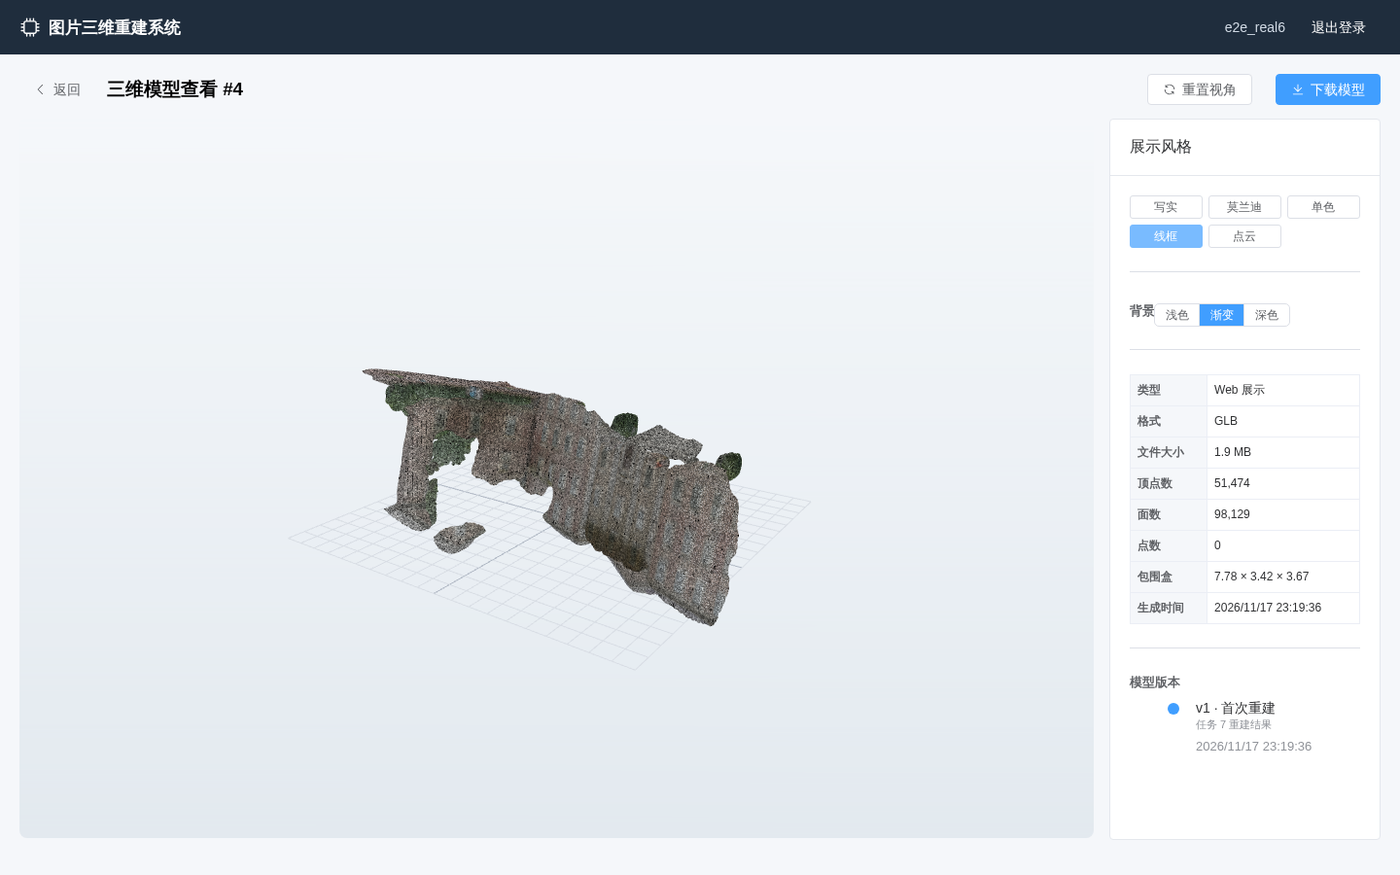 图片三维重建系统
e2e_real6 退出登录
返回 三维模型查看 #4
重置视角 下载模型
展示风格
写实 莫兰迪 单色
线框 点云
背景 浅色 渐变 深色
类型 Web 展示
格式 GLB
文件大小 1.9 MB
顶点数 51,474
面数 98,129
点数 0
包围盒 7.78 × 3.42 × 3.67
生成时间 2026/11/17 23:19:36
模型版本
v1 · 首次重建
任务 7 重建结果
2026/11/17 23:19:36